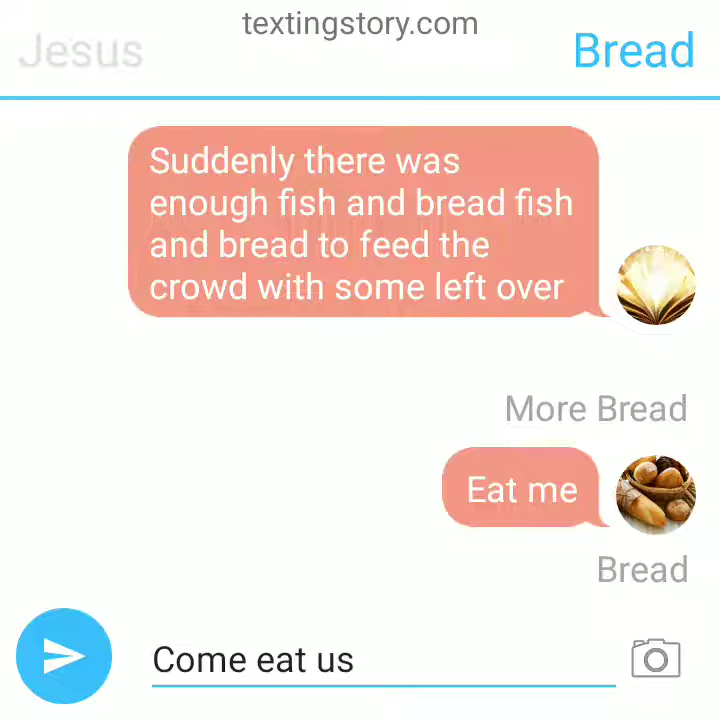 textingstory.com
Jesus
Bread
Suddenly there was
enough fish and bread fish
and bread to feed the
crowd with some left over
More Bread
Eat me
Bread
Come eat us